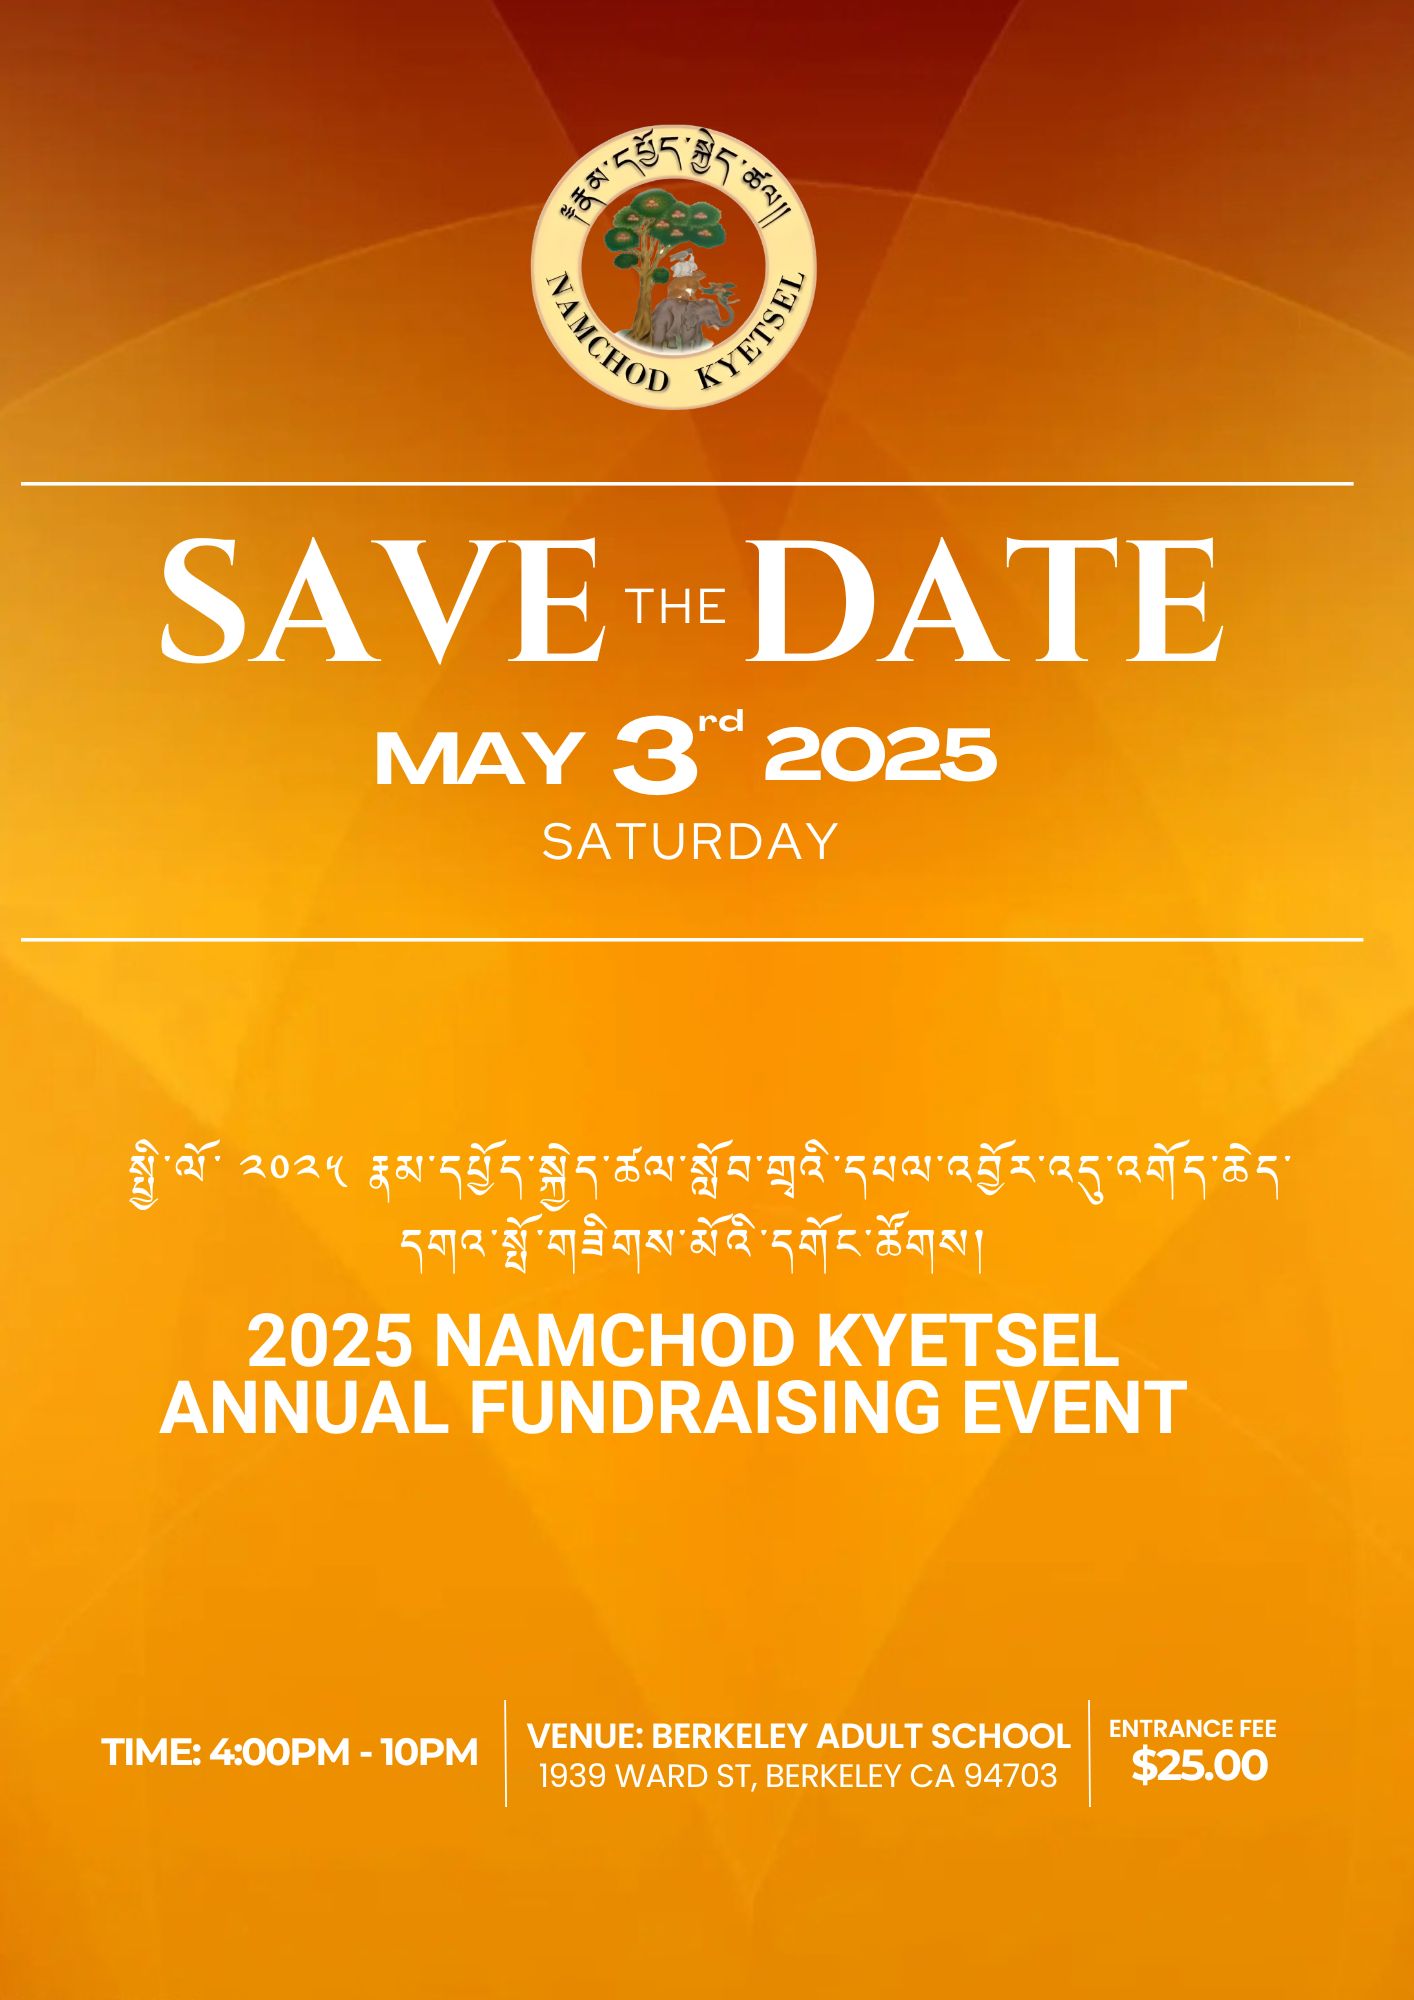 ༄༅།རྣམ་དཔྱོད་སྐྱེད་ཚལ།།
NAMCHOD KYETSEL
SAVE THE DATE
MAY 3rd 2025
SATURDAY
སྤྱི་ལོ་ ༢༠༢༥ རྣམ་དཔྱོད་སྐྱེད་ཚལ་སློབ་གྲྭའི་དཔལ་འབྱོར་འདུ་འགོད་ཆེད་
དགའ་སྤྲོ་གཟིགས་མོའི་དགོང་ཚོགས།
2025 NAMCHOD KYETSEL
ANNUAL FUNDRAISING EVENT
TIME: 4:00PM - 10PM
VENUE: BERKELEY ADULT SCHOOL
1939 WARD ST, BERKELEY CA 94703
ENTRANCE FEE
$25.00